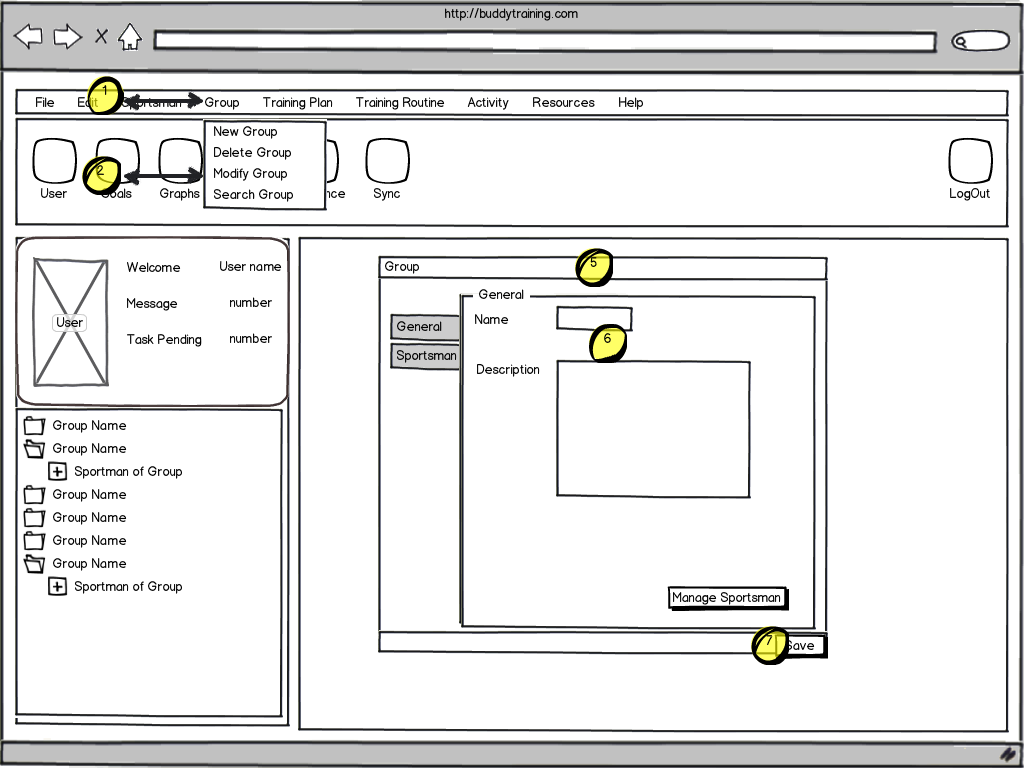 http://buddytraining.com
1
File Edit Sportsman Group Training Plan Training Routine Activity Resources Help
New Group
Delete Group
Modify Group
Search Group
2
User Goals Graphs nce Sync LogOut
Welcome User name
Message number
User
Task Pending number
Group Name
Group Name
Sportman of Group
Group Name
Group Name
Group Name
Group Name
Sportman of Group
Group 5
General
General
Sportsman
Name
6
Description
Manage Sportsman
7 Save